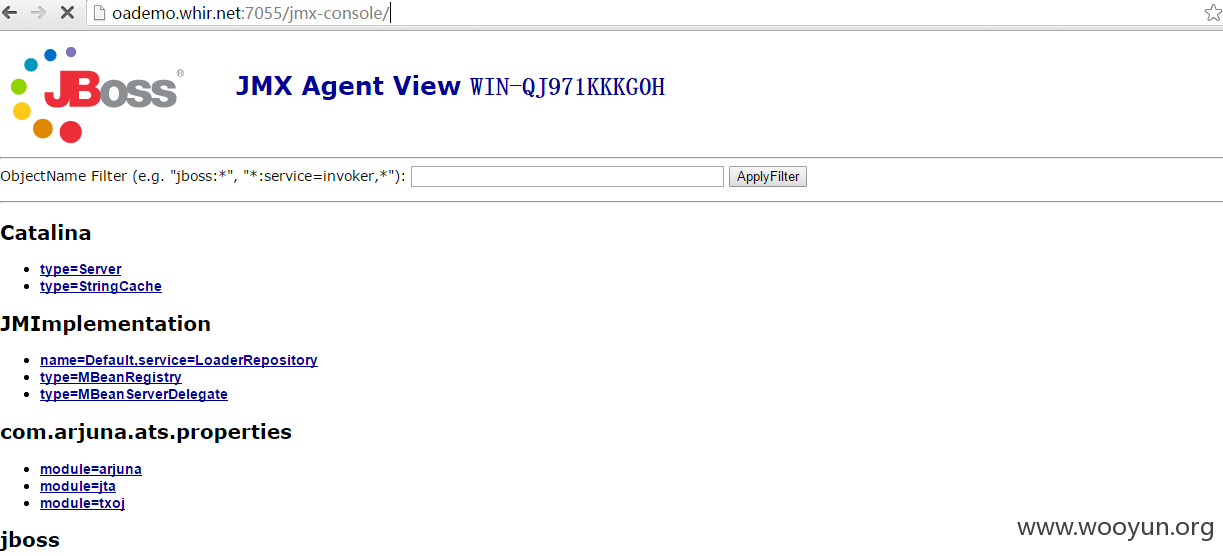 oademo.whir.net:7055/jmx-console/
JBoss®
JMX Agent View WIN-QJ971KKKG0H
ObjectName Filter (e.g. "jboss:*", "*:service=invoker,*"): ApplyFilter
Catalina
type=Server
type=StringCache
JMImplementation
name=Default,service=LoaderRepository
type=MBeanRegistry
type=MBeanServerDelegate
com.arjuna.ats.properties
module=arjuna
module=jta
module=txoj
jboss
www.wooyun.org